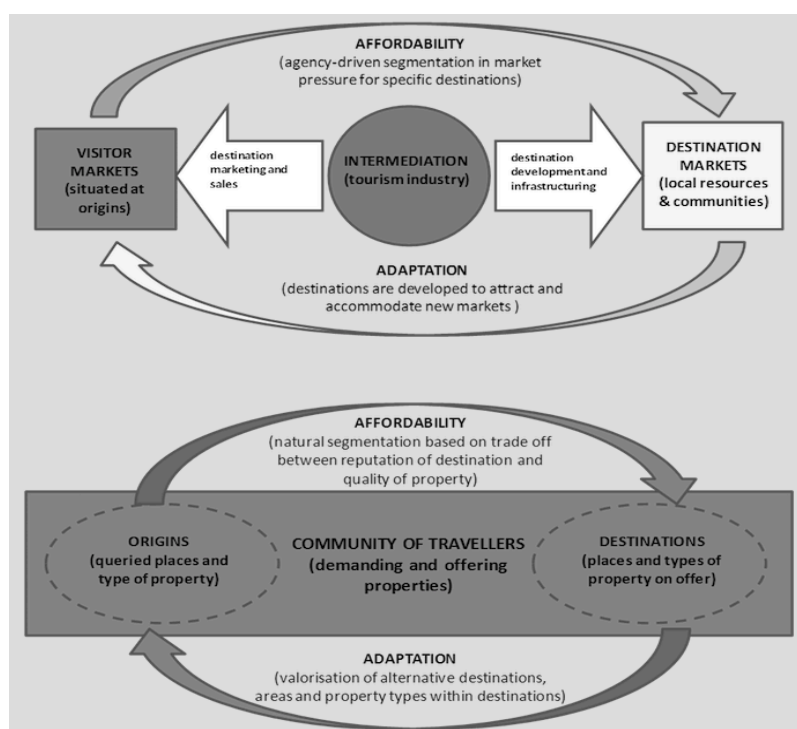 AFFORDABILITY
(agency-driven segmentation in market
pressure for specific destinations)
VISITOR
MARKETS
(situated at
origins)
destination
marketing and
sales
INTERMEDIATION
(tourism industry)
destination
development and
infrastructuring
DESTINATION
MARKETS
(local resources
& communities)
ADAPTATION
(destinations are developed to attract and
accommodate new markets )
AFFORDABILITY
(natural segmentation based on trade off
between reputation of destination and
quality of property)
ORIGINS
(queried places and
type of property)
COMMUNITY OF TRAVELLERS
(demanding and offering
properties)
DESTINATIONS
(places and types of
property on offer)
ADAPTATION
(valorisation of alternative destinations,
areas and property types within destinations)